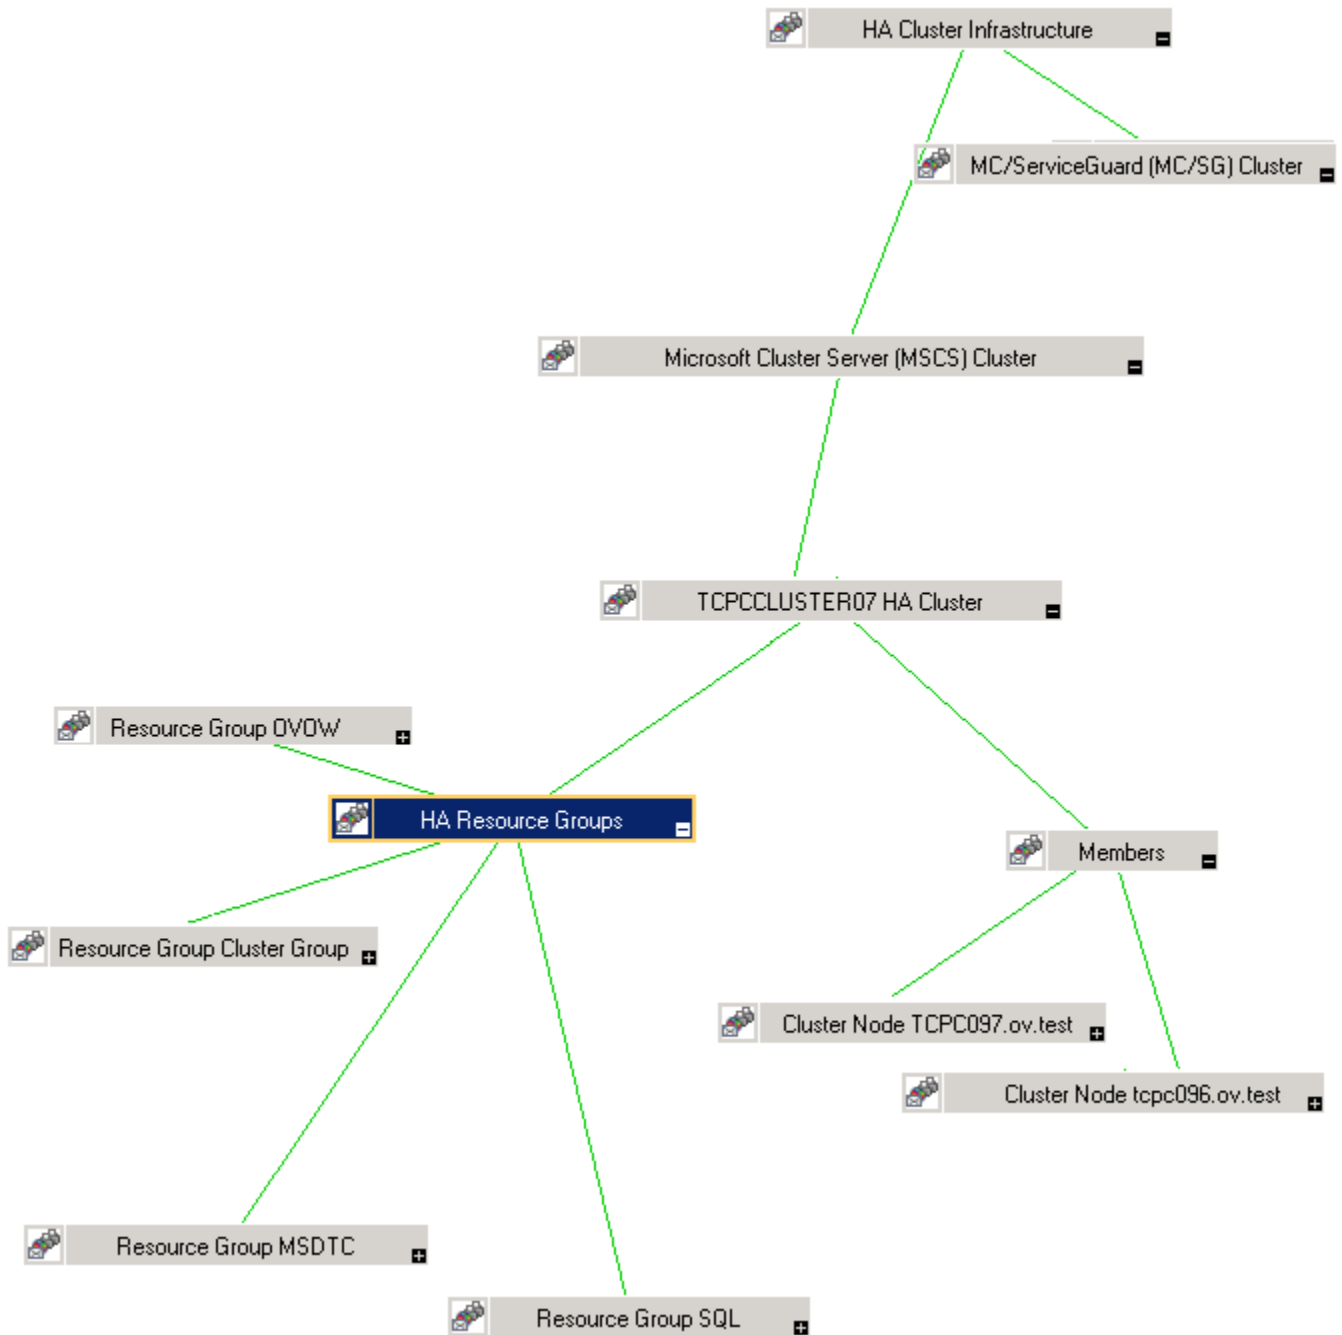 HA Cluster Infrastructure
MC/ServiceGuard (MC/SG) Cluster
Microsoft Cluster Server (MSCS) Cluster
TCPCCLUSTER07 HA Cluster
Resource Group OVOW
HA Resource Groups
Members
Resource Group Cluster Group
Cluster Node TCPC097.ov.test
Cluster Node tcpc096.ov.test
Resource Group MSDTC
Resource Group SQL